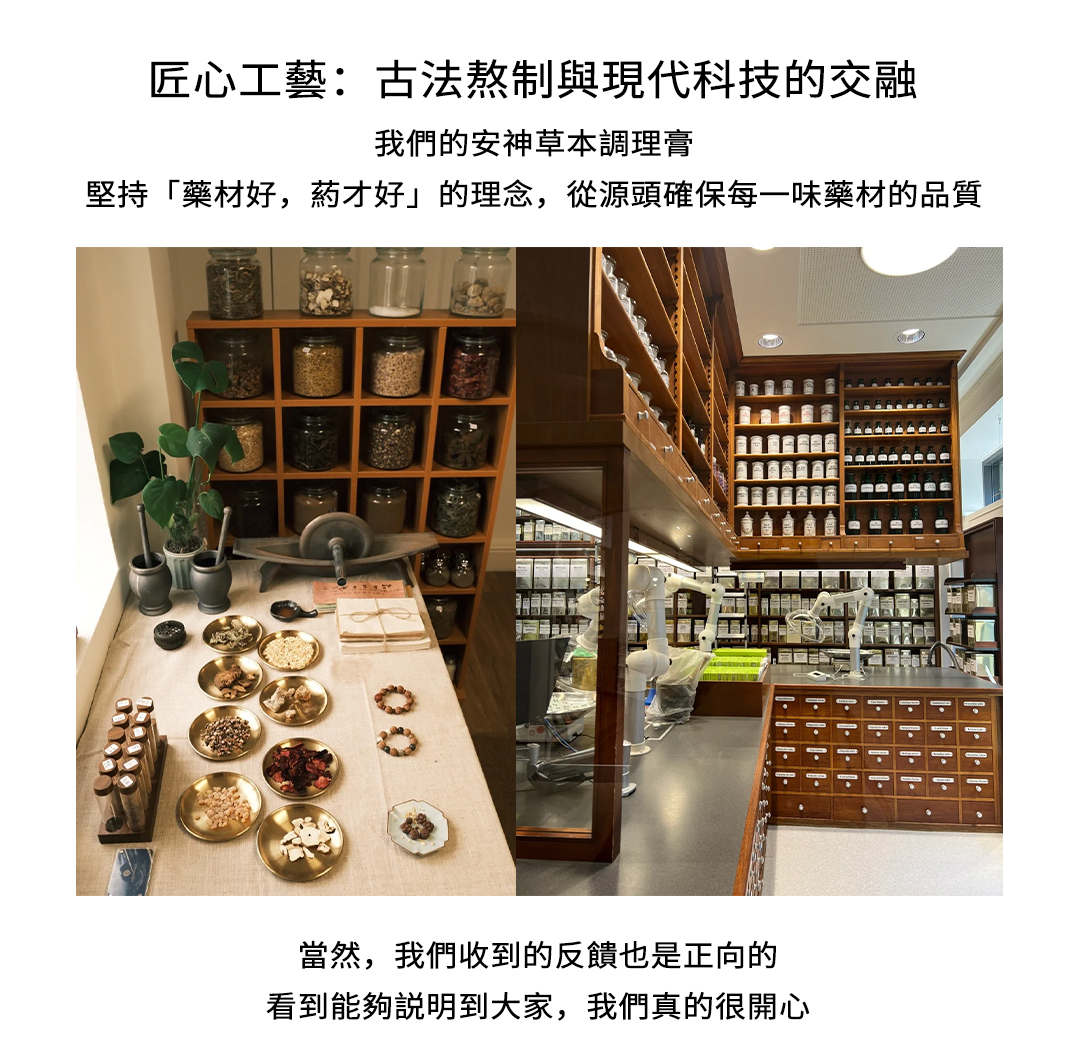 匠心工藝：古法熬制與現代科技的交融
我們的安神草本調理膏
堅持「藥材好，葯才好」的理念，從源頭確保每一味藥材的品質
當然，我們收到的反饋也是正向的
看到能夠説明到大家，我們真的很開心